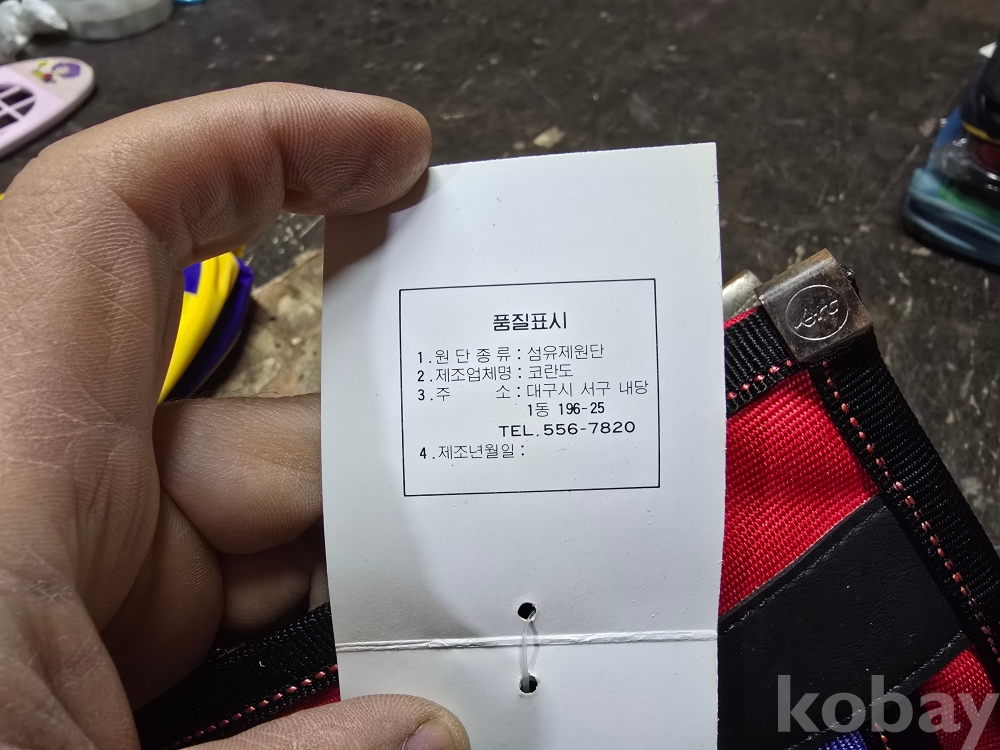 품질표시
1.원단종류 : 섬유제원단
2.제조업체명 : 코란도
3.주 소 : 대구시 서구 내당
1동 196-25
TEL.556-7820
4.제조년월일 :
kobay